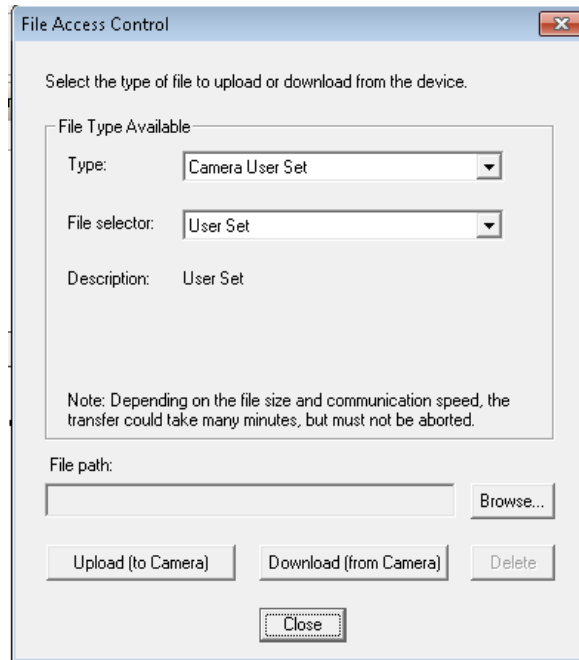 File Access Control
Select the type of file to upload or download from the device.
File Type Available
Type: Camera User Set
File selector: User Set
Description: User Set
Note: Depending on the file size and communication speed, the
transfer could take many minutes, but must not be aborted.
File path:
Browse...
Upload (to Camera) Download (from Camera) Delete
Close